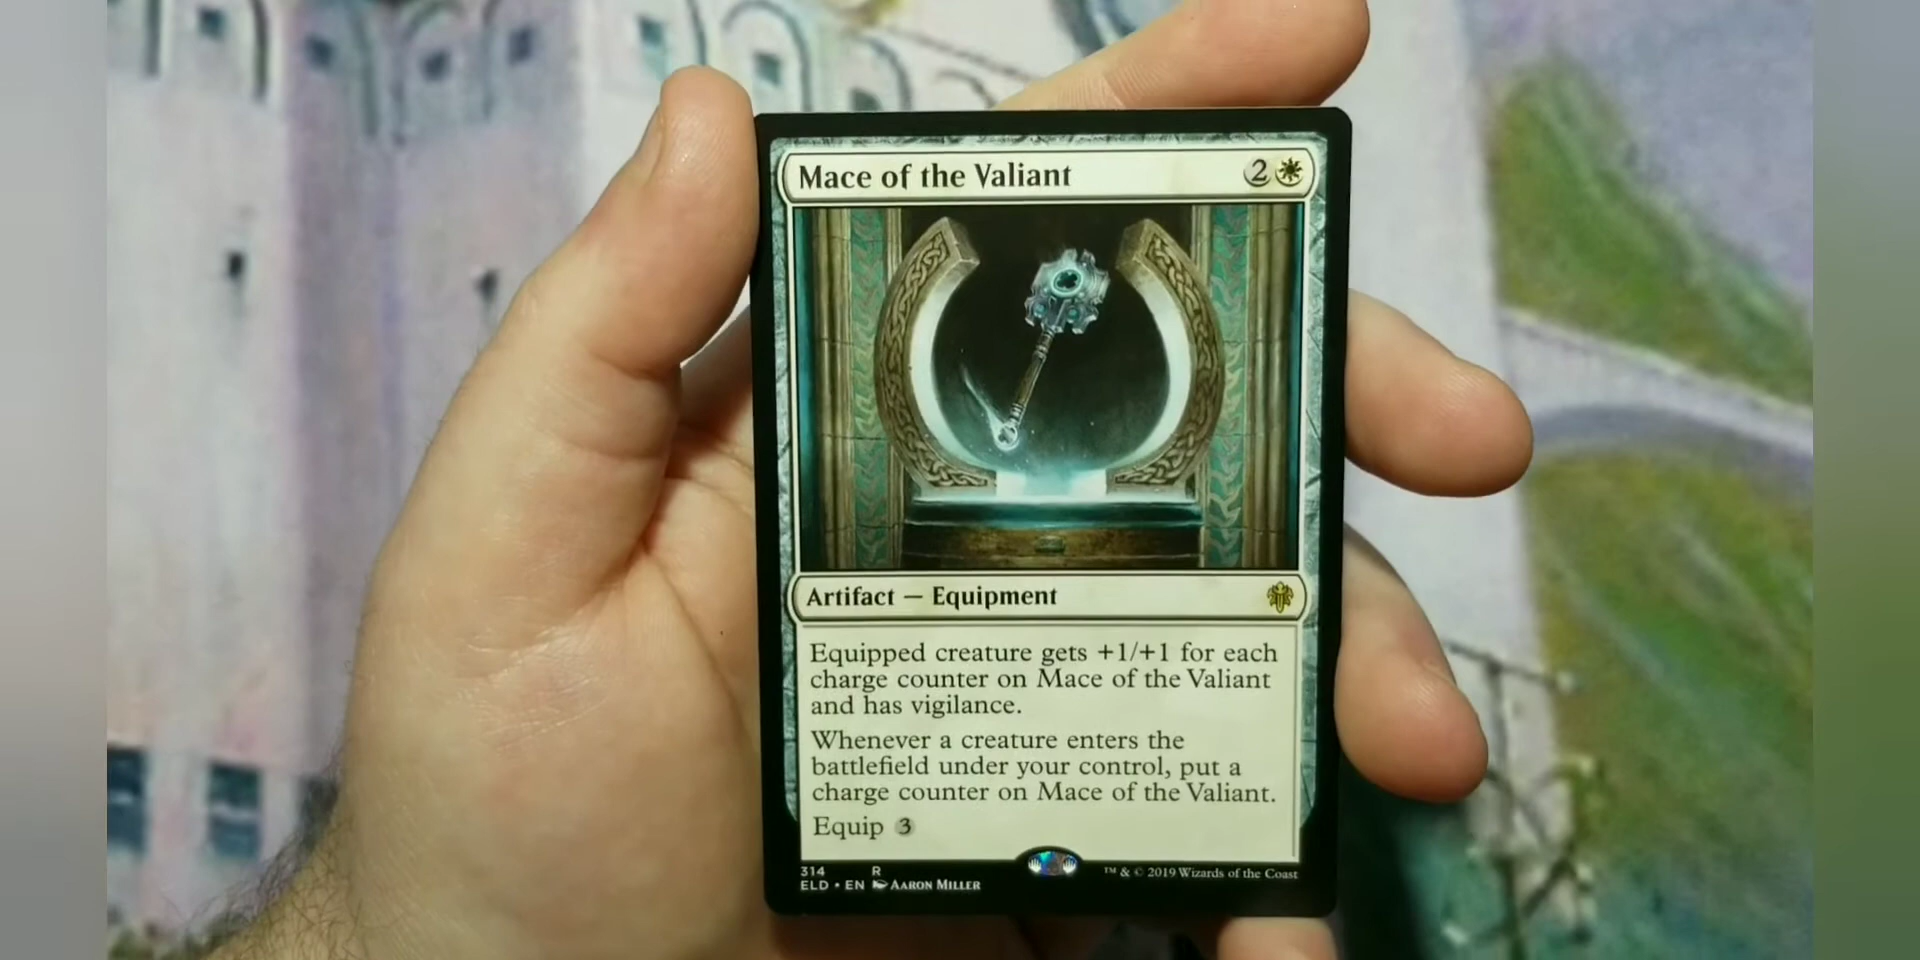 Mace of the Valiant 2
Artifact — Equipment
Equipped creature gets +1/+1 for each
charge counter on Mace of the Valiant
and has vigilance.
Whenever a creature enters the
battlefield under your control, put a
charge counter on Mace of the Valiant.
Equip 3
314 R
ELD • EN AARON MILLER
™ & © 2019 Wizards of the Coast